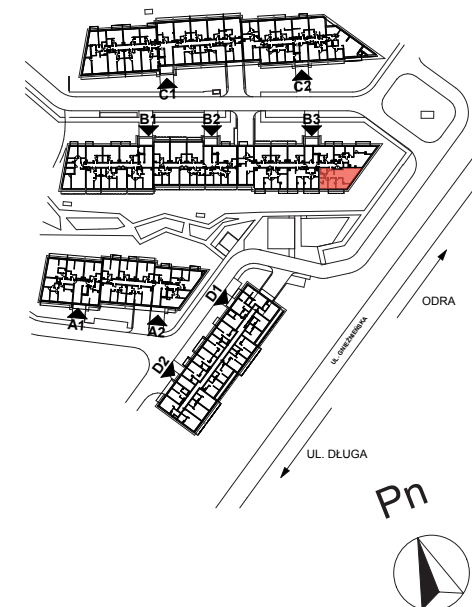 C1
C2
B1
B2
B3
A1
A2
D1
D2
ODRA
UL. GNIEŹNIEŃSKA
UL. DŁUGA
Pn